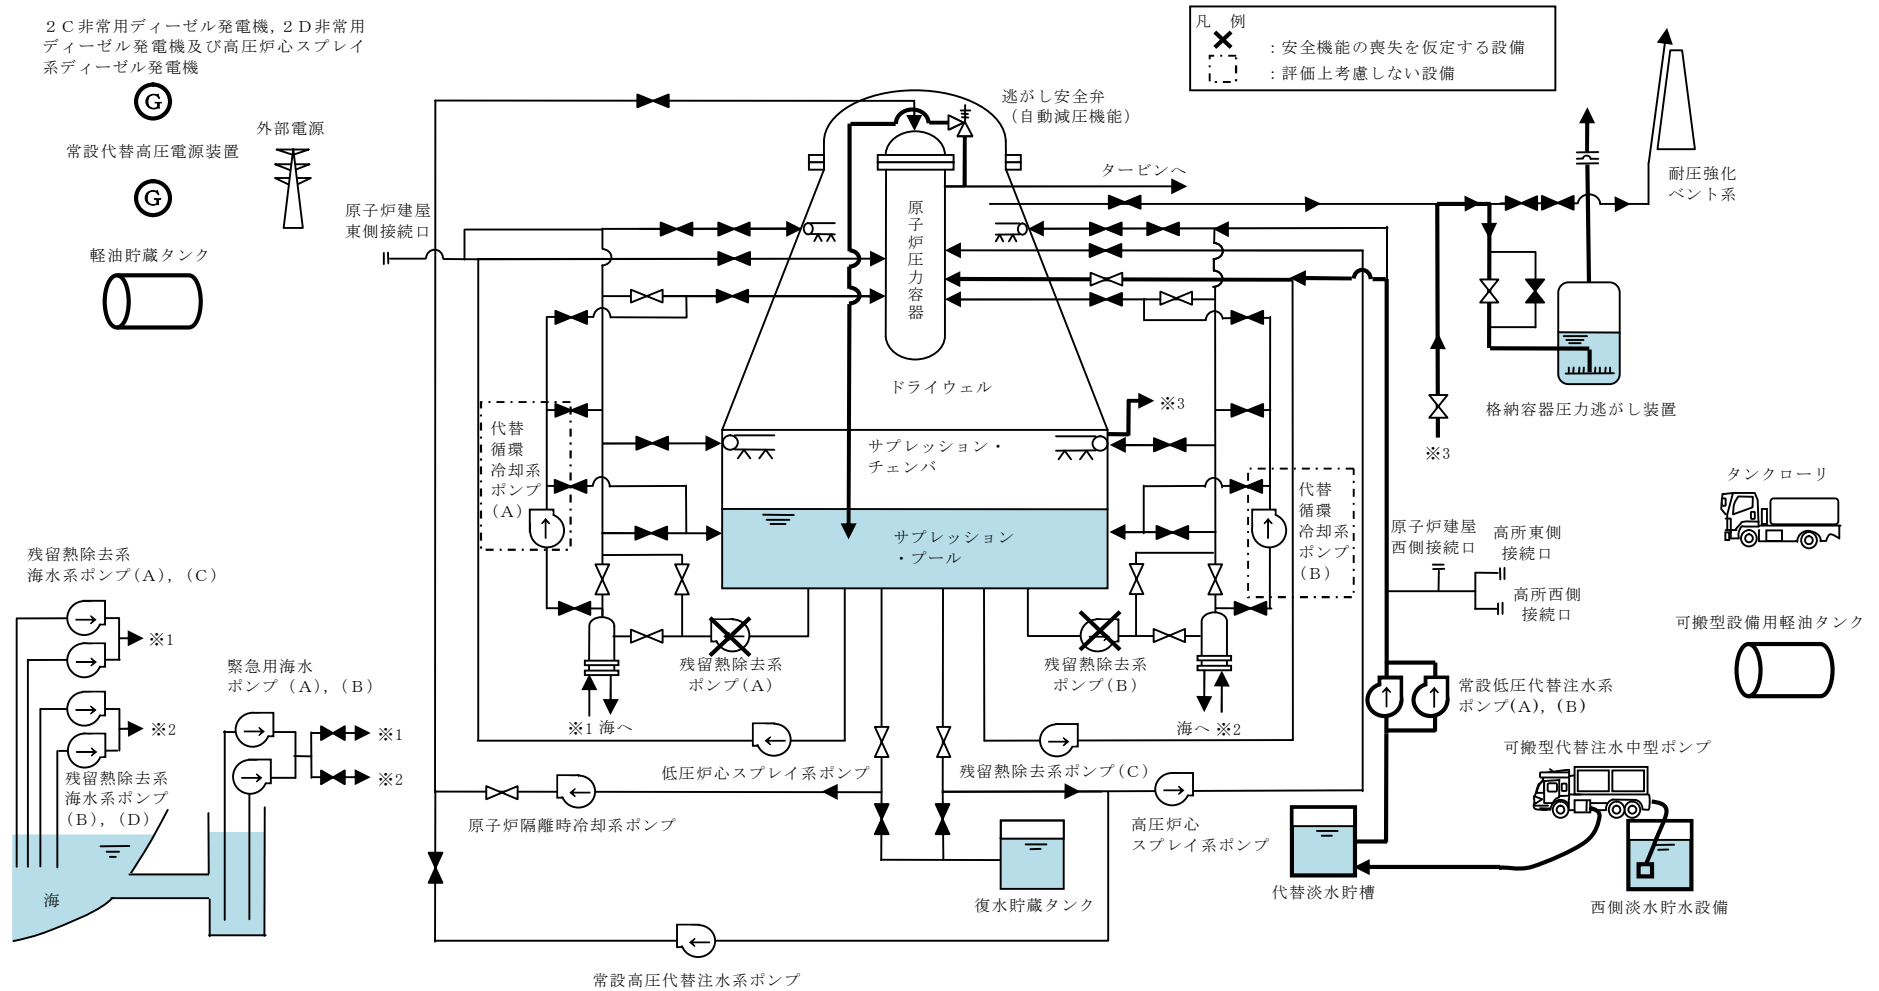 ２Ｃ非常用ディーゼル発電機，２Ｄ非常用
ディーゼル発電機及び高圧炉心スプレイ
系ディーゼル発電機
G
外部電源
常設代替高圧電源装置
G
軽油貯蔵タンク
原子炉建屋
東側接続口
凡　例
：安全機能の喪失を仮定する設備
：評価上考慮しない設備
逃がし安全弁
（自動減圧機能）
タービンへ
耐圧強化
ベント系
原子炉圧力容器
ドライウェル
格納容器圧力逃がし装置
※3
※3
サプレッション・
チェンバ
サプレッション
・プール
代替
循環
冷却系
ポンプ
（A）
代替
循環
冷却系
ポンプ
（B）
タンクローリ
原子炉建屋
西側接続口
高所東側
接続口
高所西側
接続口
可搬型設備用軽油タンク
残留熱除去系
海水系ポンプ(A)，（C）
※1
※2
残留熱除去系
海水系ポンプ
（B），（D）
海
緊急用海水
ポンプ（A），（B）
※1
※2
残留熱除去系
ポンプ(A)
残留熱除去系
ポンプ(B)
※1
海へ
海へ
※2
常設低圧代替注水系
ポンプ(A)，（B）
低圧炉心スプレイ系ポンプ
残留熱除去系ポンプ(C)
可搬型代替注水中型ポンプ
原子炉隔離時冷却系ポンプ
高圧炉心
スプレイ系ポンプ
復水貯蔵タンク
代替淡水貯槽
西側淡水貯水設備
常設高圧代替注水系ポンプ